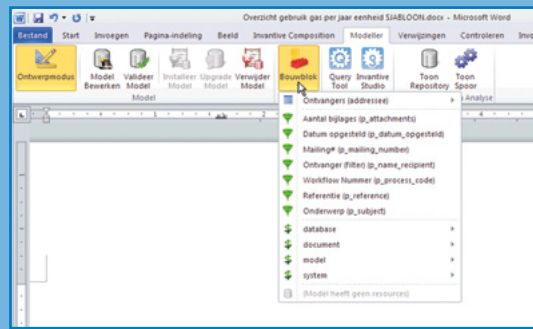 Overzicht gebruik gas per jaar eenheid SJABLOON.docx - Microsoft Word
Bestand Start Invoegen Pagina-indeling Beeld Invantive Composition Modeller Verwijzingen Controleren
Ontwerpmodus
Model Bewerken
Valideer Model
Installeer Model
Upgrade Model
Verwijder Model
Bouwblok
Query Tool
Invantive Studio
Toon Repository
Toon Spoor
Model
Analyse
Ontvangers (addressee)
Aantal bijlages (p_attachments)
Datum opgesteld (p_datum_opgesteld)
Mailing# (p_mailing_number)
Ontvanger (filter) (p_name_recipient)
Workflow Nummer (p_process_code)
Referentie (p_reference)
Onderwerp (p_subject)
database
document
model
system
(Model heeft geen resources)